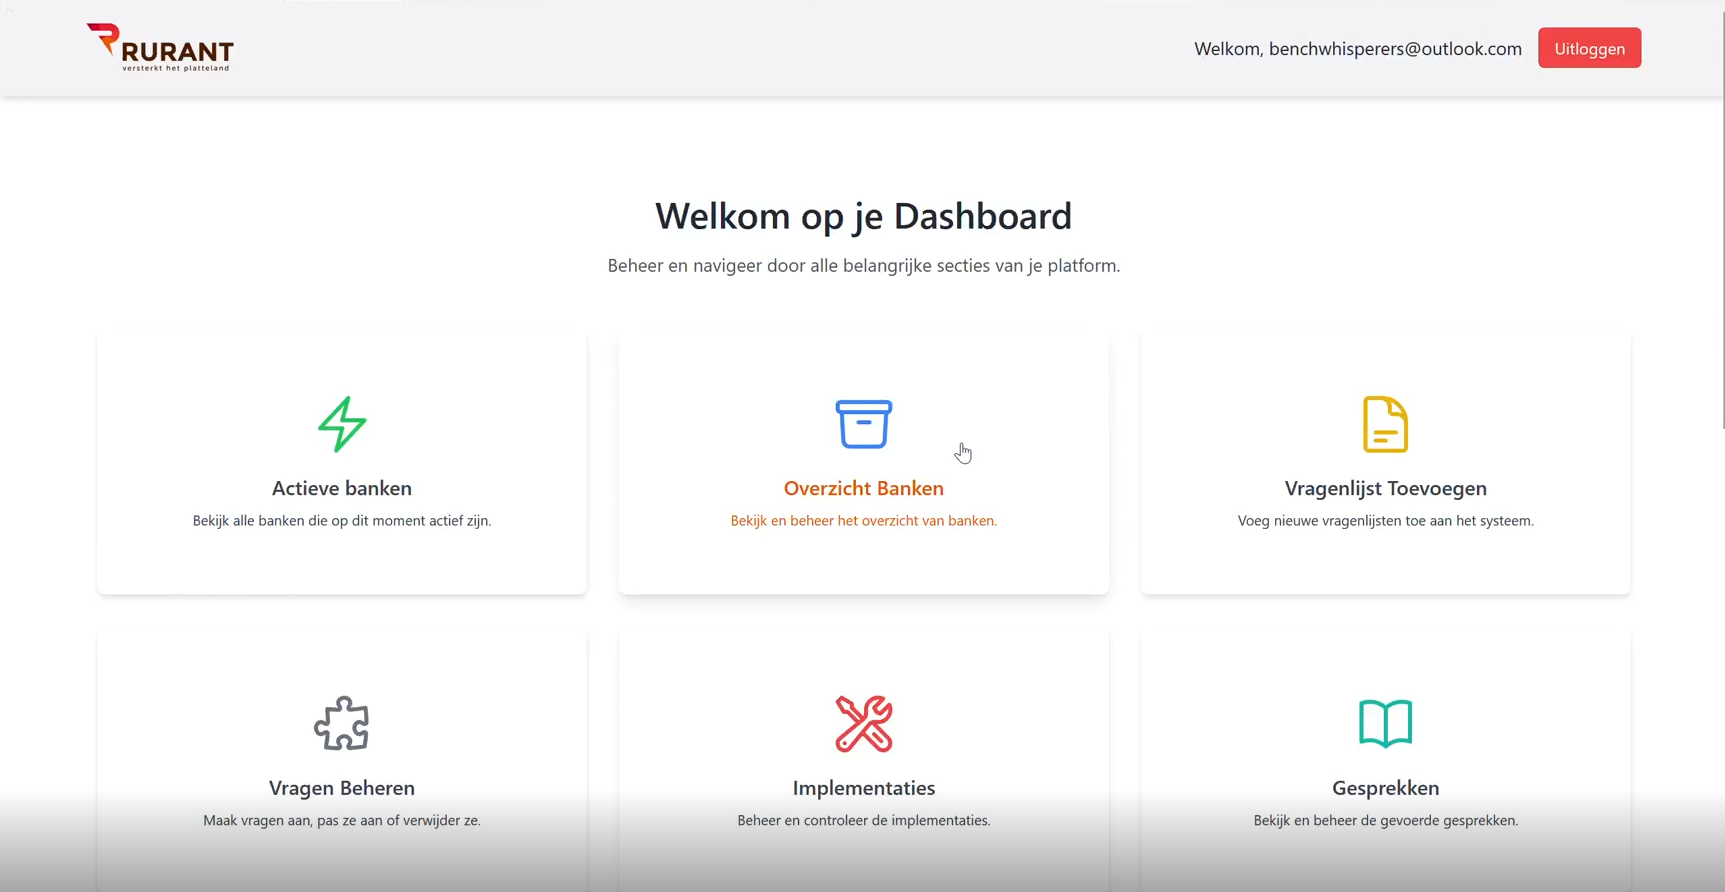 RURANT
versterkt het platteland
Welkom, benchwhisperers@outlook.com
Uitloggen
Welkom op je Dashboard
Beheer en navigeer door alle belangrijke secties van je platform.
Actieve banken
Bekijk alle banken die op dit moment actief zijn.
Overzicht Banken
Bekijk en beheer het overzicht van banken.
Vragenlijst Toevoegen
Voeg nieuwe vragenlijsten toe aan het systeem.
Vragen Beheren
Maak vragen aan, pas ze aan of verwijder ze.
Implementaties
Beheer en controleer de implementaties.
Gesprekken
Bekijk en beheer de gevoerde gesprekken.